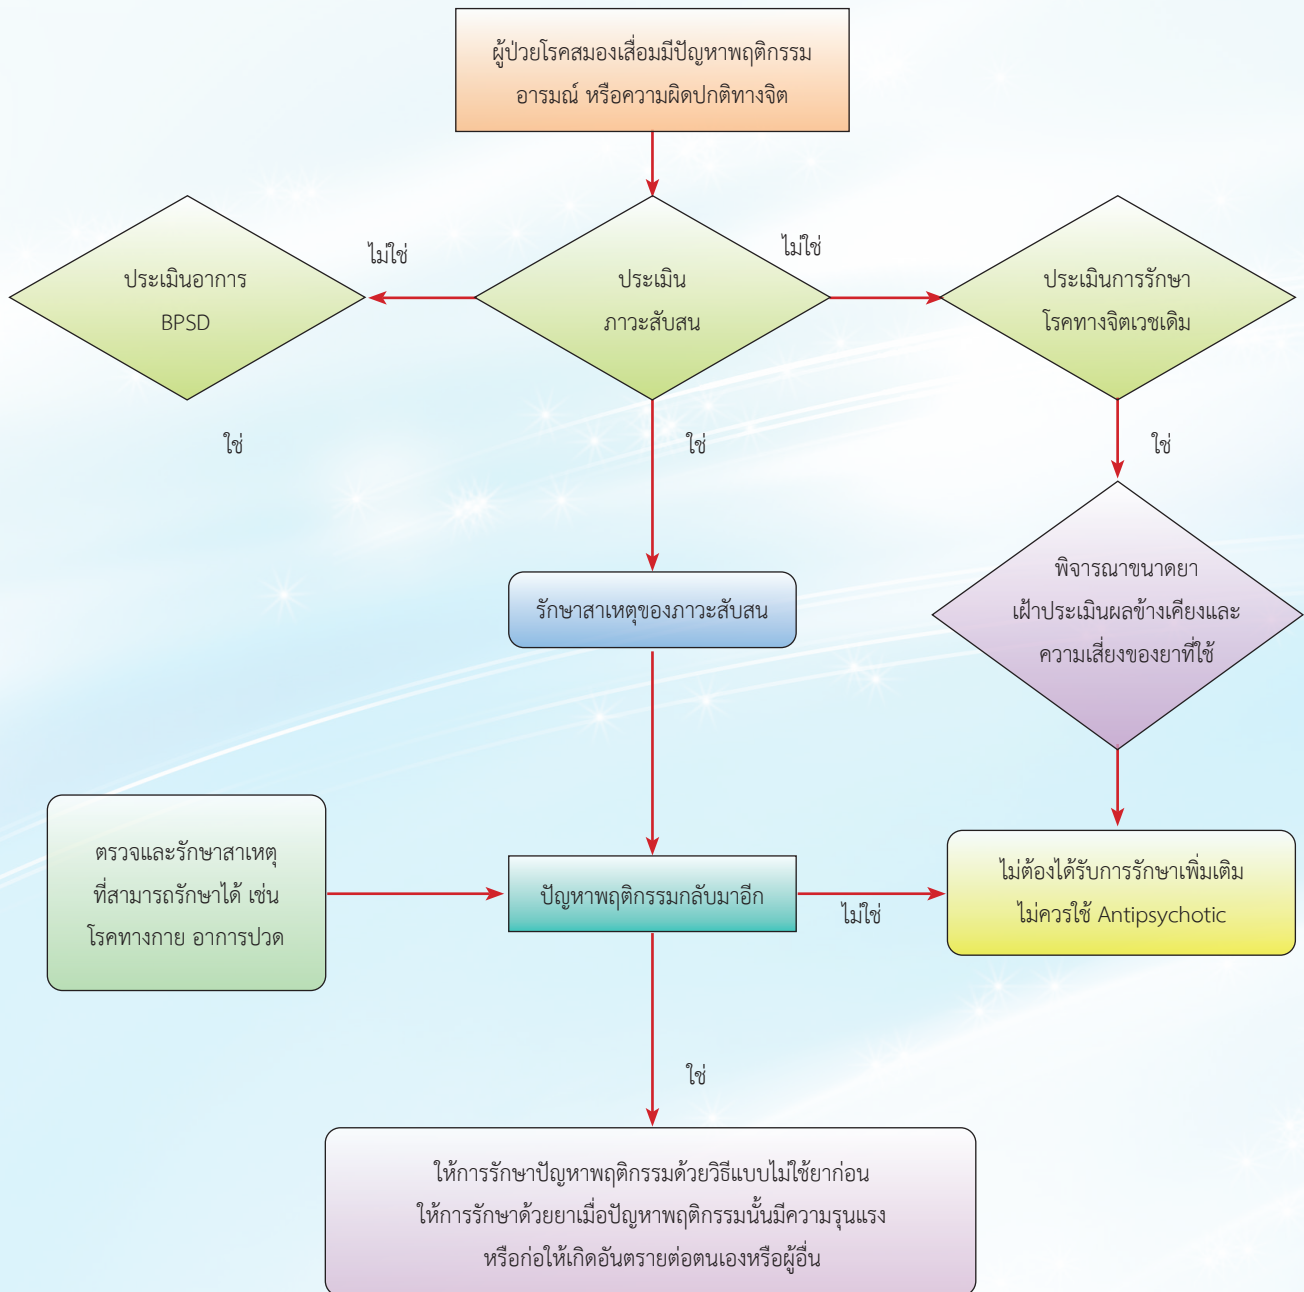 ผู้ป่วยโรคสมองเสื่อมมีปัญหาพฤติกรรม
อารมณ์ หรือความผิดปกติทางจิต
ไม่ใช่
ไม่ใช่
ประเมินอาการ
BPSD
ประเมิน
ภาวะสับสน
ประเมินการรักษา
โรคทางจิตเวชเดิม
ใช่
ใช่
ใช่
รักษาสาเหตุของภาวะสับสน
พิจารณาขนาดยา
เฝ้าประเมินผลข้างเคียงและ
ความเสี่ยงของยาที่ใช้
ตรวจและรักษาสาเหตุ
ที่สามารถรักษาได้ เช่น
โรคทางกาย อาการปวด
ปัญหาพฤติกรรมกลับมาอีก
ไม่ใช่
ไม่ต้องได้รับการรักษาเพิ่มเติม
ไม่ควรใช้ Antipsychotic
ใช่
ให้การรักษาปัญหาพฤติกรรมด้วยวิธีแบบไม่ใช้ยาก่อน
ให้การรักษาด้วยยาเมื่อปัญหาพฤติกรรมนั้นมีความรุนแรง
หรือก่อให้เกิดอันตรายต่อตนเองหรือผู้อื่น